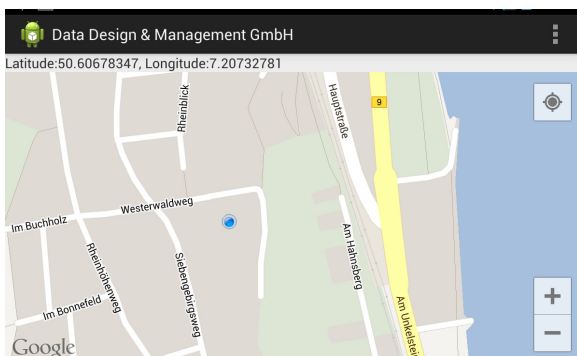 Data Design & Management GmbH
Latitude:50.60678347, Longitude:7.20732781
Rheinblick
Hauptstraße
9
Westerwaldweg
Im Buchholz
Rheinhöhenweg
Siebengebirgsweg
Am Hahnsberg
Im Bonnefeld
Am Unkelstein
Google